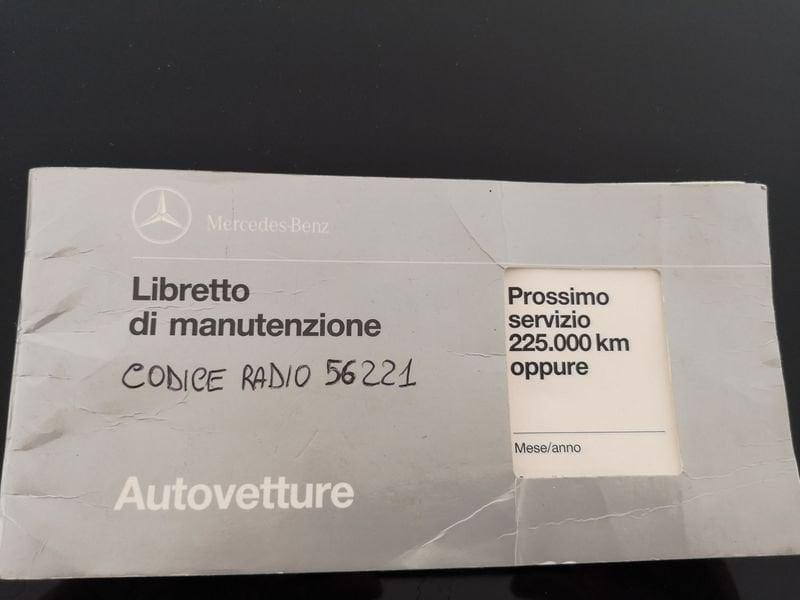 Mercedes-Benz
Libretto
di manutenzione
CODICE RADIO 56221
Autovetture
Prossimo
servizio
225.000 km
oppure
Mese/anno